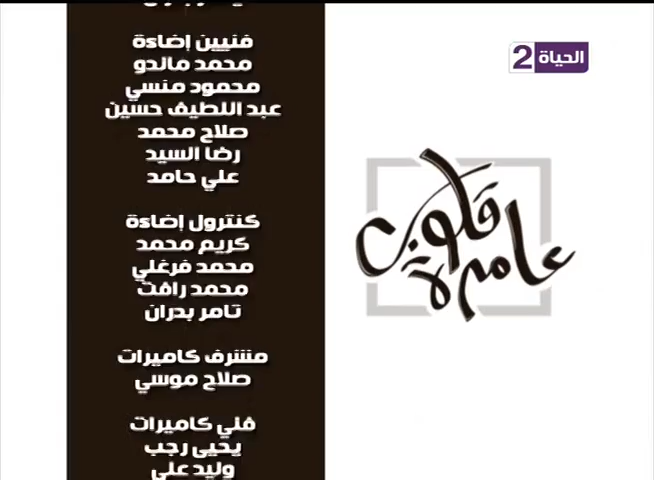 فنيين إضاءة
محمد ماندو
محمود منسي
عبد اللطيف حسين
صلاح محمد
رضا السيد
علي حامد
كنترول إضاءة
كريم محمد
محمد فرغلي
محمد رافت
تامر بدران
مشرف كاميرات
صلاح موسي
فني كاميرات
يحيى رجب
وليد علي
الحياة 2
قلوب
عامرة